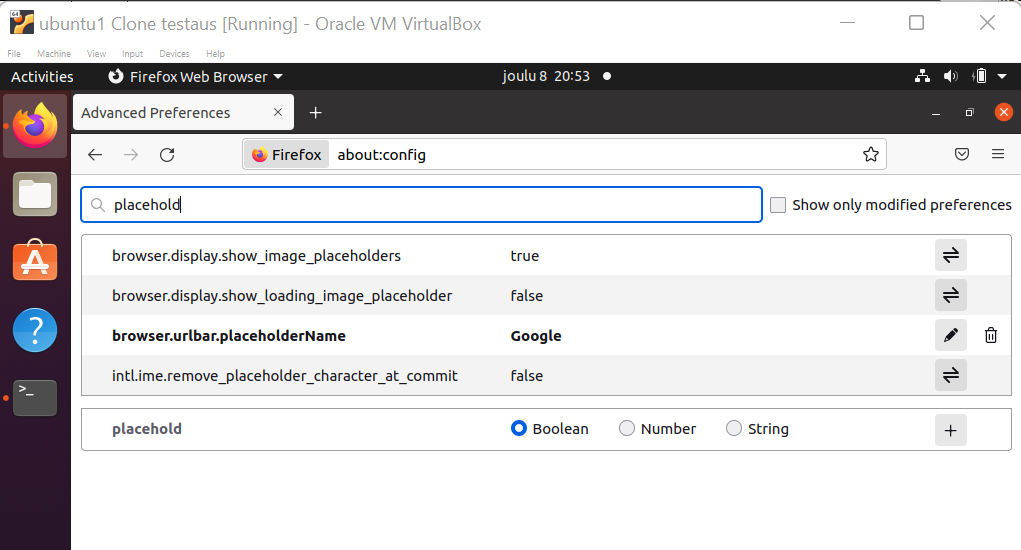 ubuntu1 Clone testaus [Running] - Oracle VM VirtualBox
File Machine View Input Devices Help
Activities Firefox Web Browser joulu 8 20:53
Advanced Preferences
Firefox about:config
placehold Show only modified preferences
browser.display.show_image_placeholders true
browser.display.show_loading_image_placeholder false
browser.urlbar.placeholderName Google
intl.ime.remove_placeholder_character_at_commit false
placehold Boolean Number String